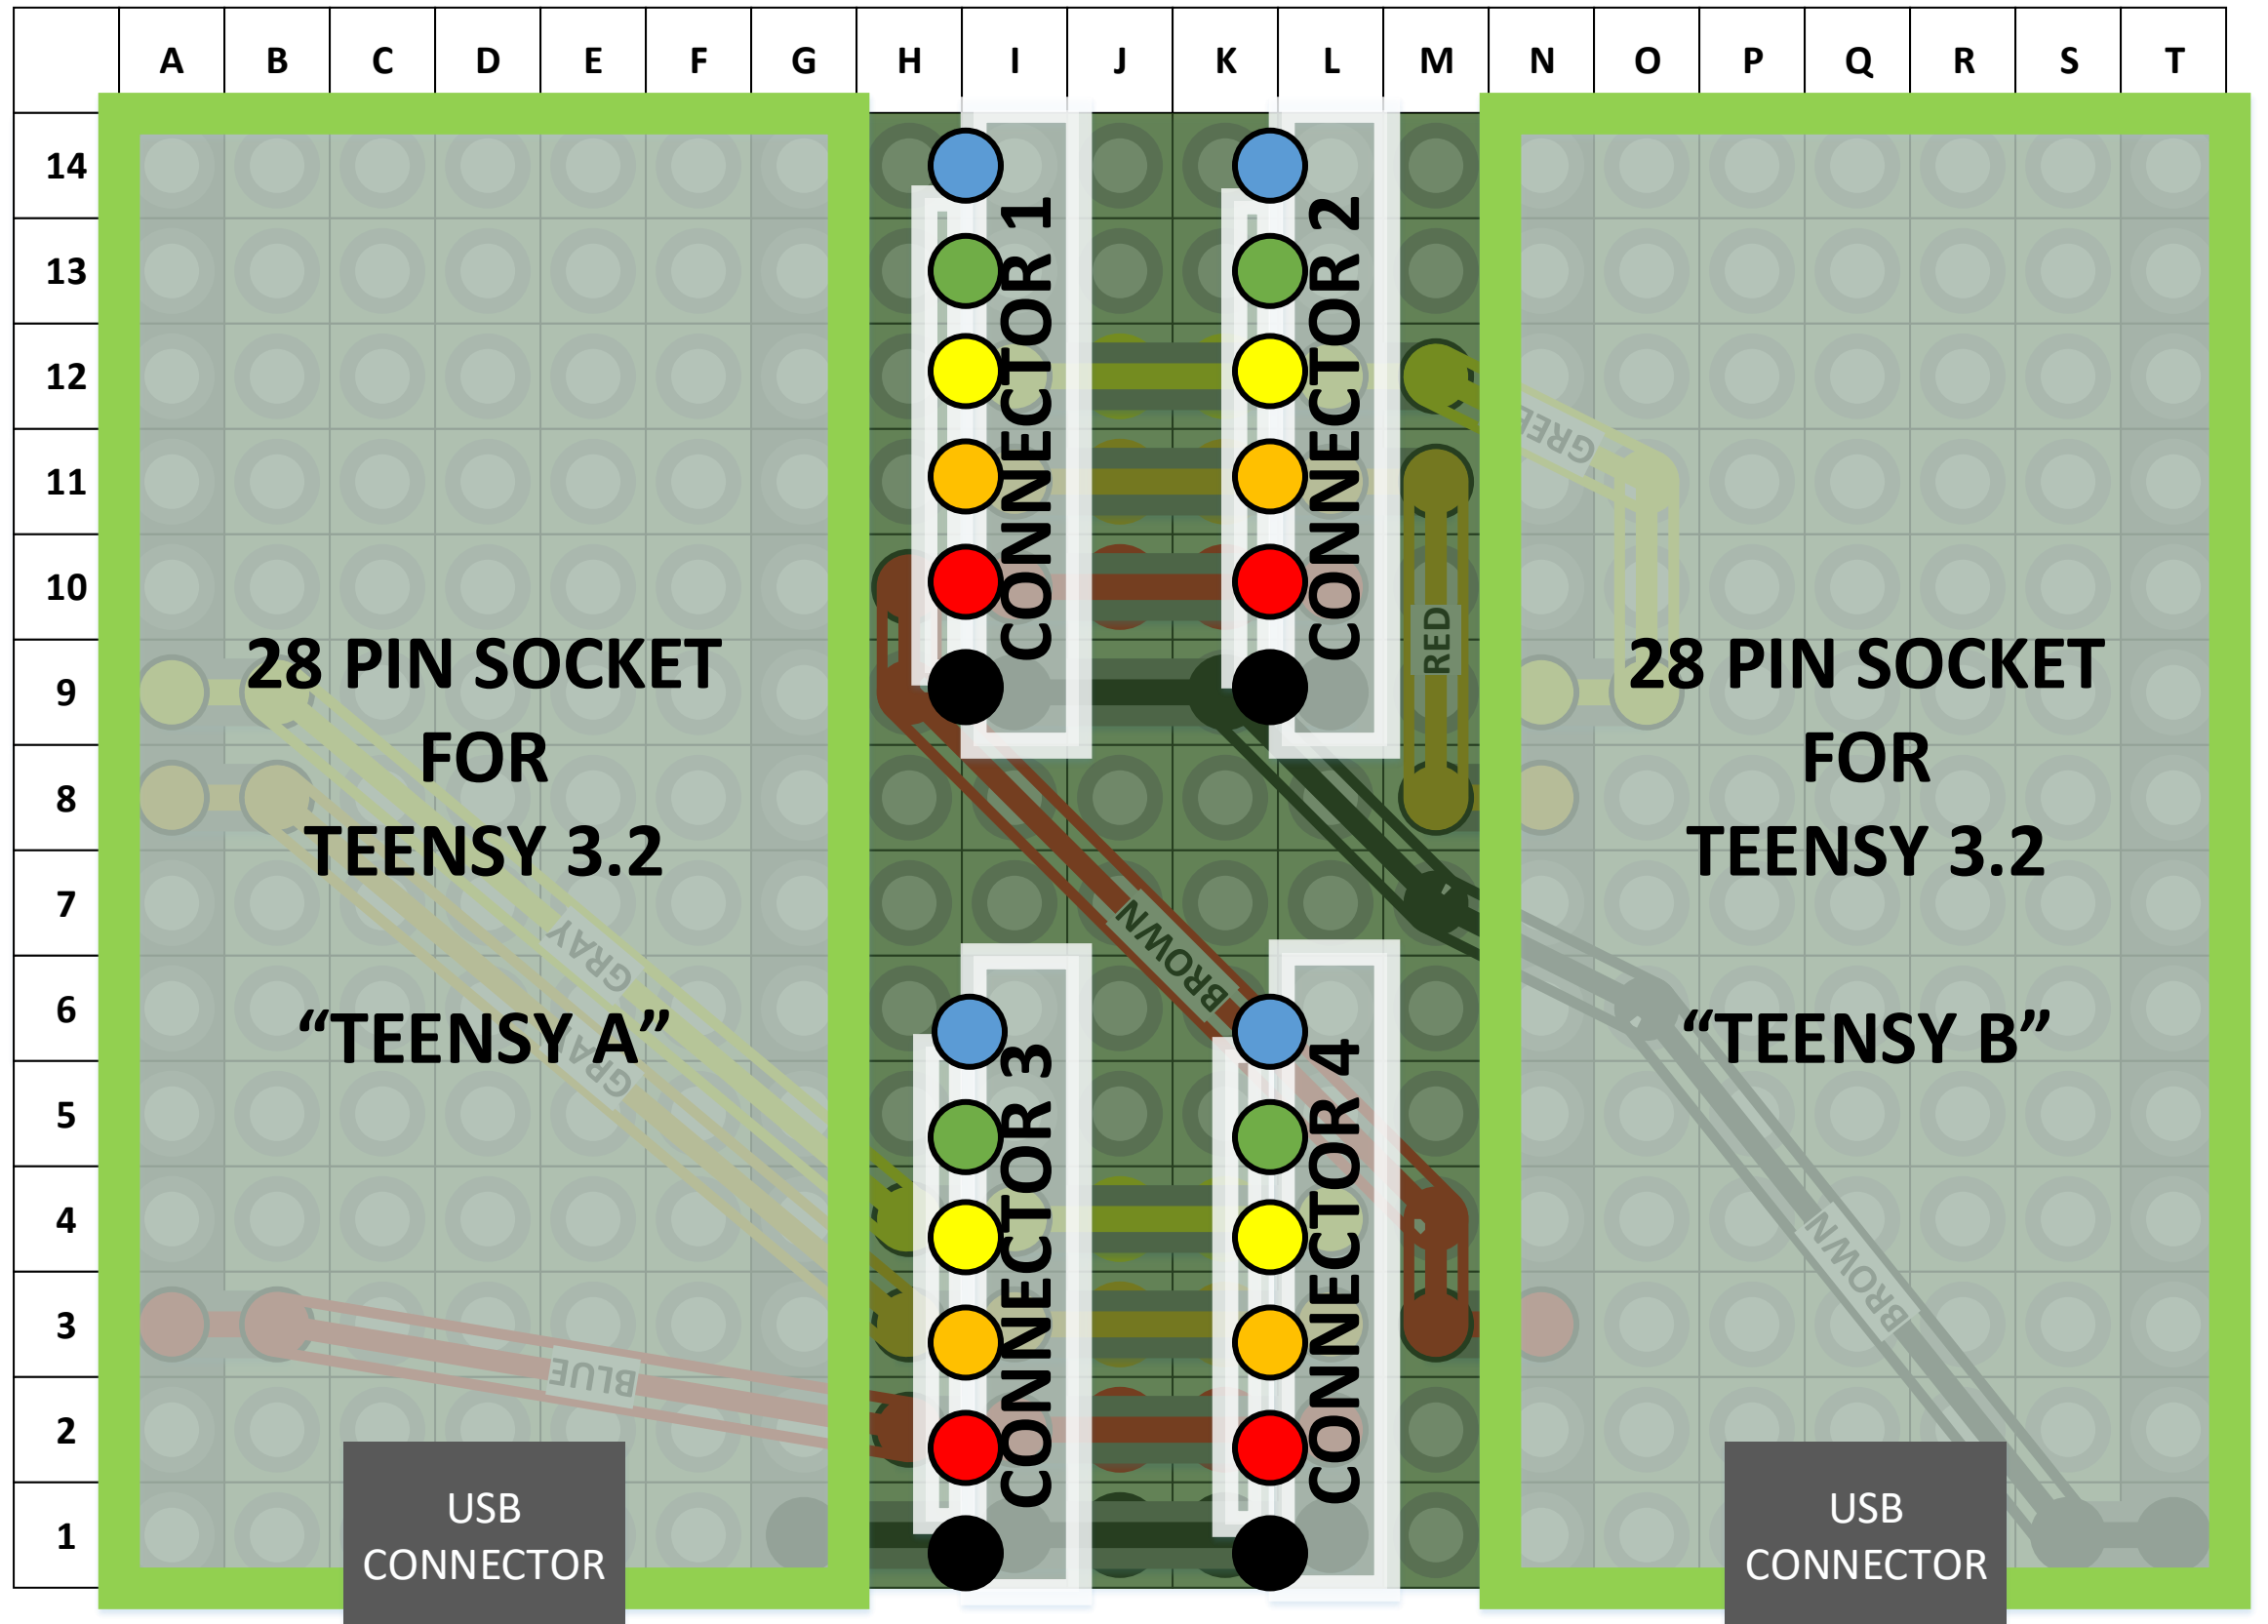 A B C D E F G H I J K L M N O P Q R S T
14
13
12
11
10
9
8
7
6
5
4
3
2
1
28 PIN SOCKET
FOR
TEENSY 3.2
“TEENSY A”
GRAY
GRAY
BLUE
USB
CONNECTOR
CONNECTOR 1
CONNECTOR 2
CONNECTOR 3
CONNECTOR 4
BROWN
RED
GREE
28 PIN SOCKET
FOR
TEENSY 3.2
“TEENSY B”
BROWN
USB
CONNECTOR